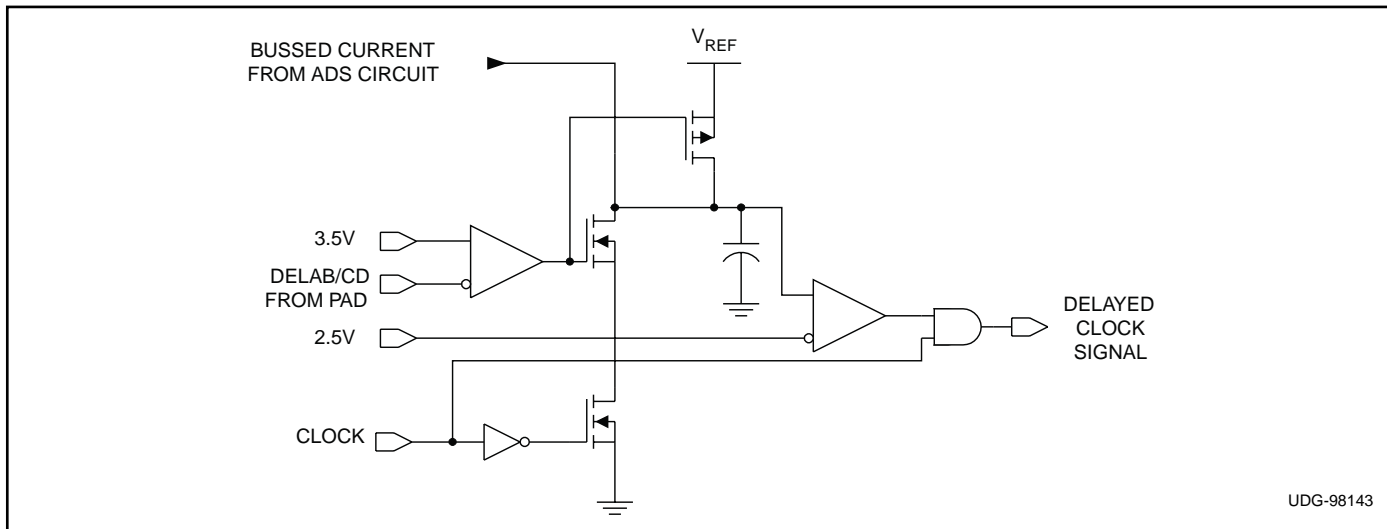 BUSSED CURRENT
FROM ADS CIRCUIT
VREF
3.5V
DELAB/CD
FROM PAD
2.5V
CLOCK
DELAYED
CLOCK
SIGNAL
UDG-98143